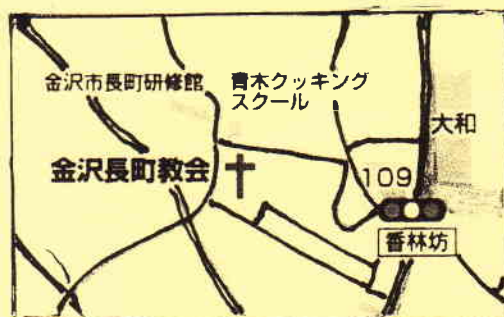 金沢市長町研修館
青木クッキング
スクール
大和
金沢長町教会
109
香林坊